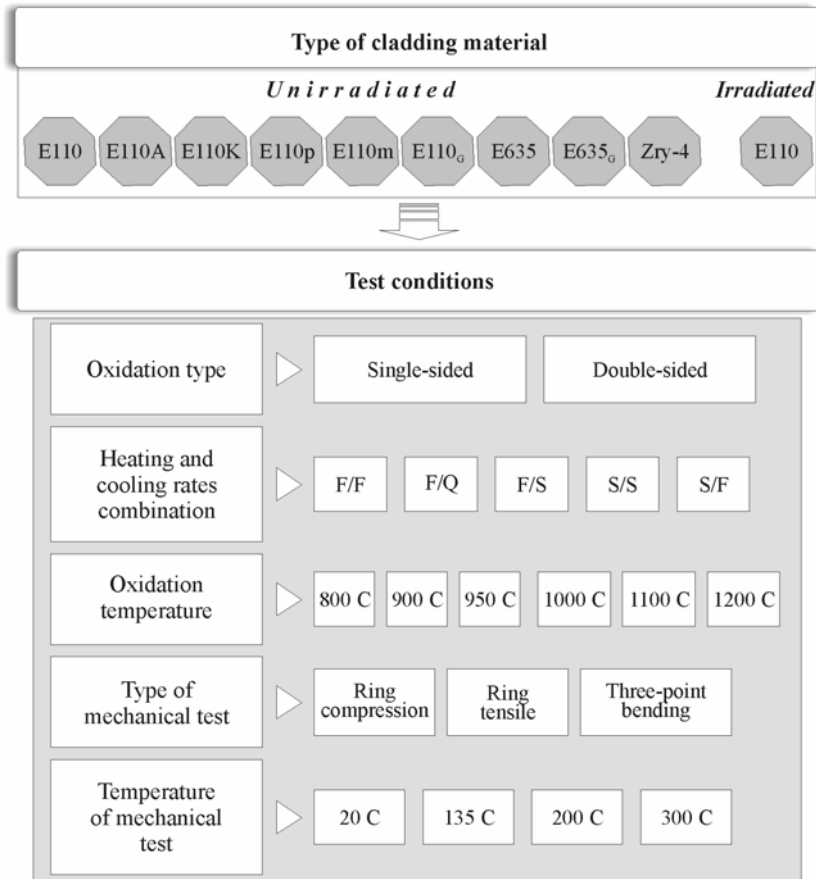 Type of cladding material
Unirradiated Irradiated
E110 E110A E110K E110p E110m E110G E635 E635G Zry-4 E110
Test conditions
Oxidation type
Single-sided Double-sided
Heating and
cooling rates
combination
F/F F/Q F/S S/S S/F
Oxidation
temperature
800 C 900 C 950 C 1000 C 1100 C 1200 C
Type of
mechanical test
Ring
compression
Ring
tensile
Three-point
bending
Temperature
of mechanical
test
20 C 135 C 200 C 300 C